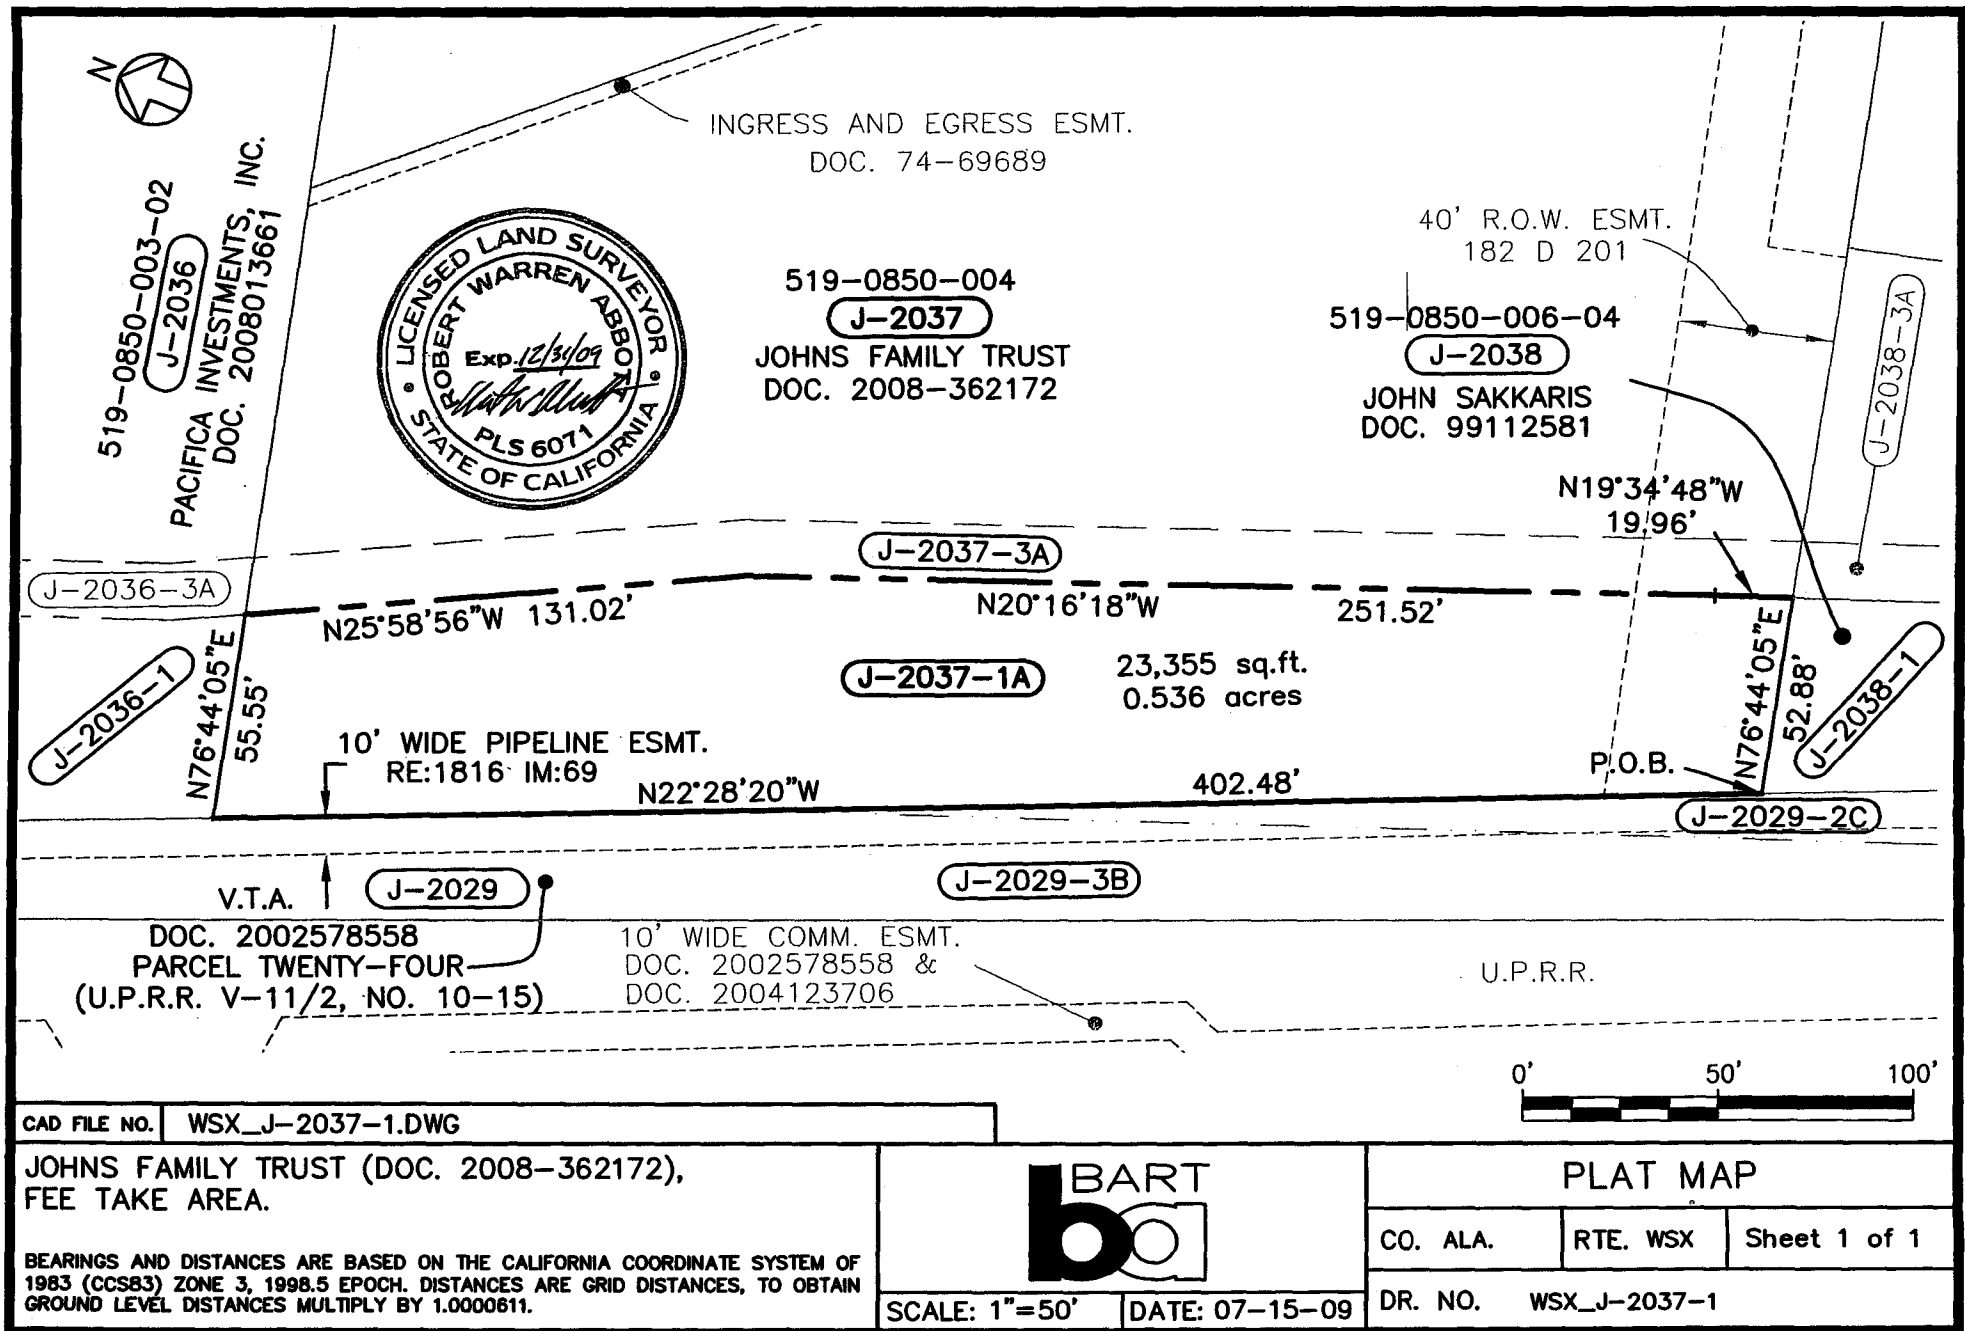 N
INGRESS AND EGRESS ESMT.
DOC. 74-69689
519-0850-003-02
J-2036
PACIFICA INVESTMENTS, INC.
DOC. 2008013661
LICENSED LAND SURVEYOR
ROBERT WARREN ABBOTT
Exp. 12/31/09
PLS 6071
STATE OF CALIFORNIA
519-0850-004
J-2037
JOHNS FAMILY TRUST
DOC. 2008-362172
40' R.O.W. ESMT.
182 D 201
519-0850-006-04
J-2038
JOHN SAKKARIS
DOC. 99112581
J-2038-3A
N19°34'48"W
19.96'
J-2037-3A
J-2036-3A
N25°58'56"W 131.02'
N20°16'18"W 251.52'
J-2036-1
N76°44'05"E
55.55'
J-2037-1A
23,355 sq.ft.
0.536 acres
N76°44'05"E
52.88'
J-2038-1
10' WIDE PIPELINE ESMT.
RE:1816 IM:69
P.O.B.
N22°28'20"W 402.48'
J-2029-2C
V.T.A.
J-2029
J-2029-3B
DOC. 2002578558
PARCEL TWENTY-FOUR
(U.P.R.R. V-11/2, NO. 10-15)
10' WIDE COMM. ESMT.
DOC. 2002578558 &
DOC. 2004123706
U.P.R.R.
0' 50' 100'
CAD FILE NO. WSX_J-2037-1.DWG
JOHNS FAMILY TRUST (DOC. 2008-362172),
FEE TAKE AREA.
BEARINGS AND DISTANCES ARE BASED ON THE CALIFORNIA COORDINATE SYSTEM OF
1983 (CCS83) ZONE 3, 1998.5 EPOCH. DISTANCES ARE GRID DISTANCES, TO OBTAIN
GROUND LEVEL DISTANCES MULTIPLY BY 1.0000611.
BART
ba
SCALE: 1"=50' DATE: 07-15-09
PLAT MAP
CO. ALA. RTE. WSX Sheet 1 of 1
DR. NO. WSX_J-2037-1